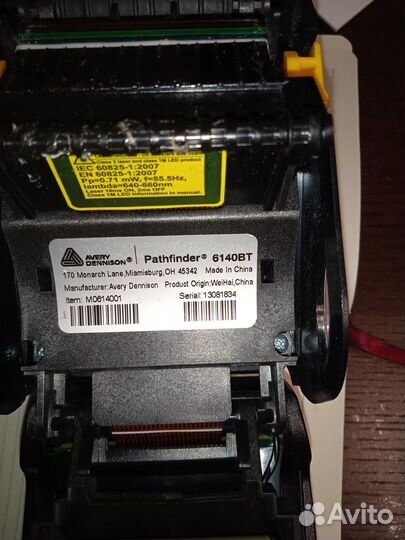 Class 2 laser and class 1M LED product
IEC 60825-1:2007
EN 60825-1:2007
Pp=0.71 mW, f=55.5Hz,
lambda=640-660nm
Laser 16ms ON, 2ms OFF
Class 1M LED information in manual.
AVERY DENNISON® Pathfinder® 6140BT
170 Monarch Lane,Miamisburg,OH 45342 Made In China
Manufacturer:Avery Dennison Product Origin:WeiHai,China
Item: M0614001 Serial:13081834
Avito